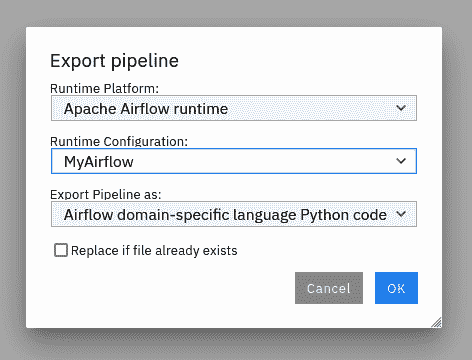 Export pipeline
Runtime Platform:
Apache Airflow runtime
Runtime Configuration:
MyAirflow
Export Pipeline as:
Airflow domain-specific language Python code
Replace if file already exists
Cancel OK